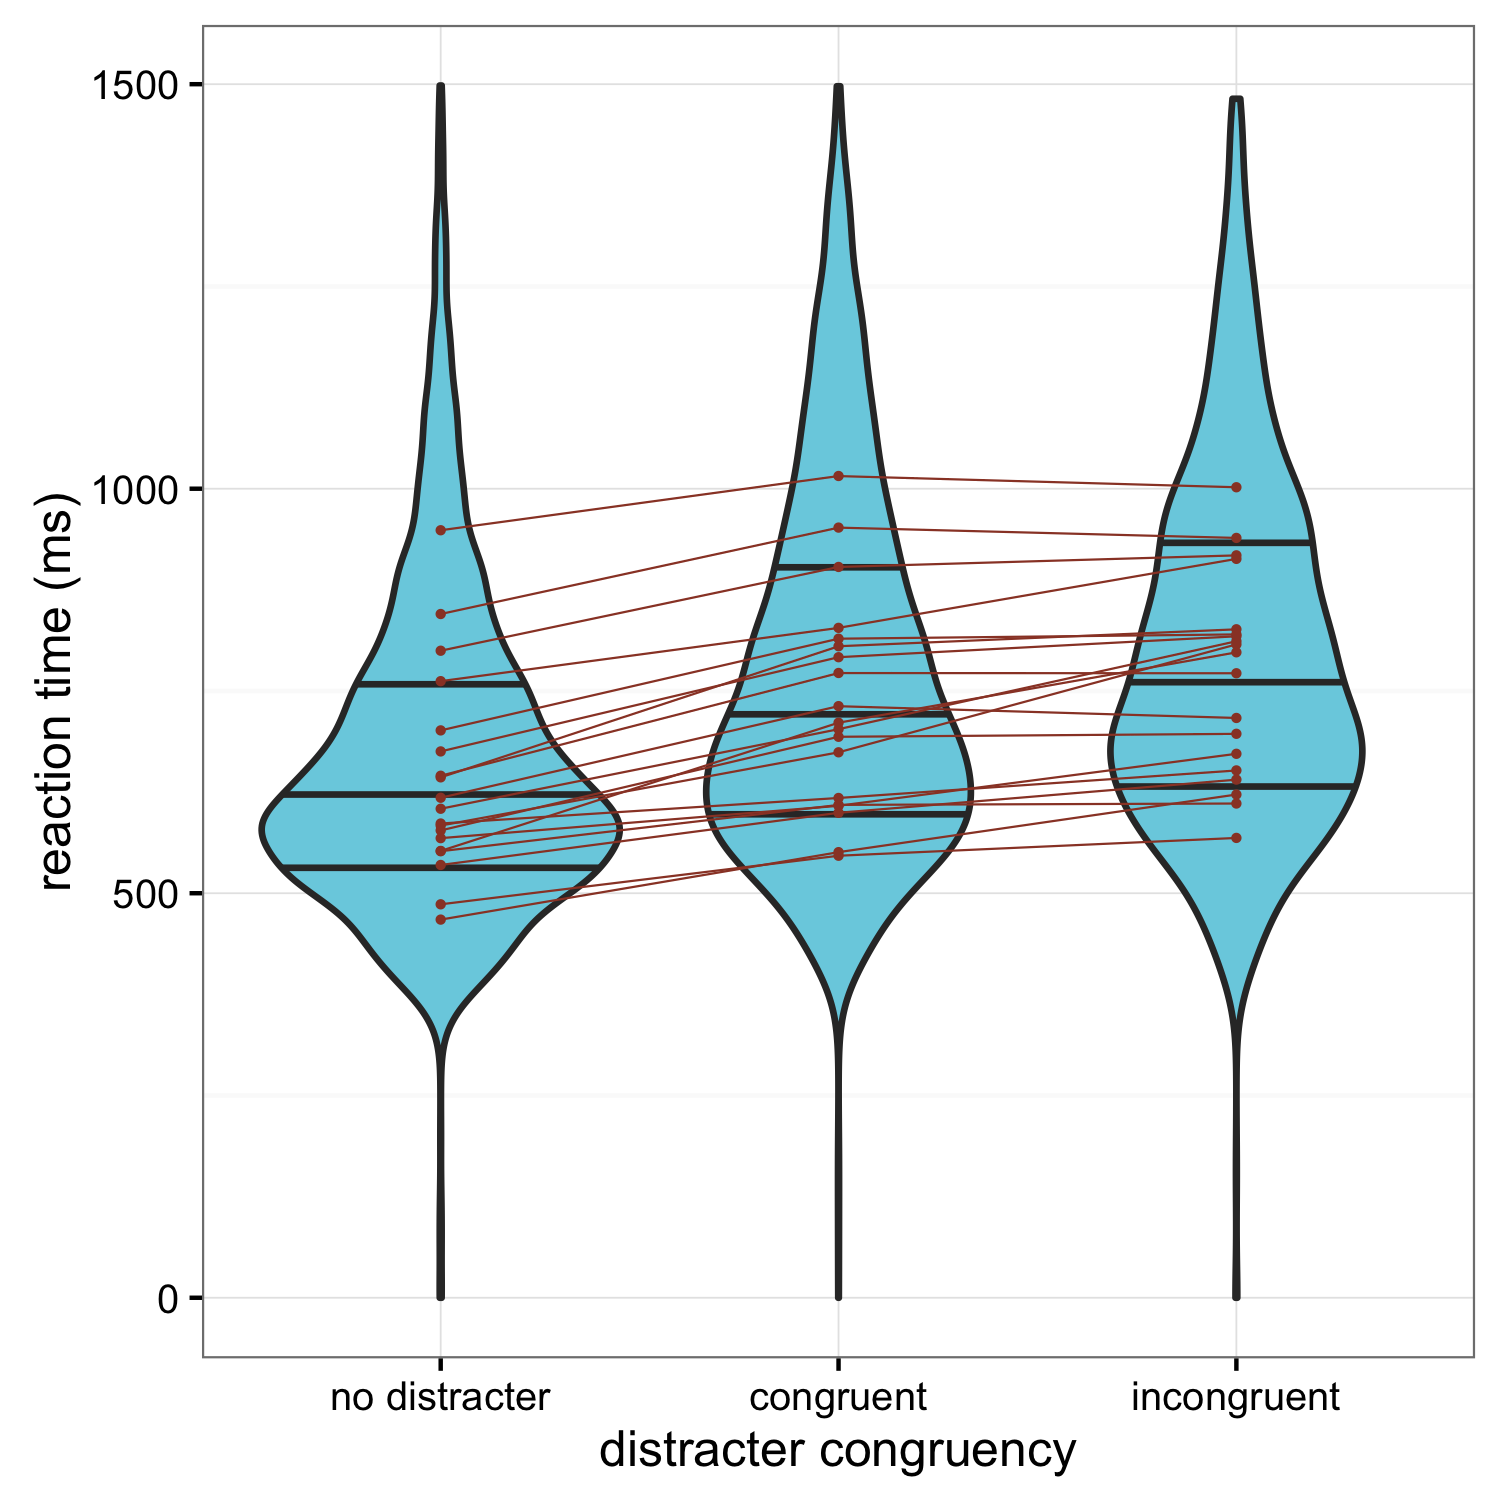 1500
1000
500
0
reaction time (ms)
no distracter congruent incongruent
distracter congruency